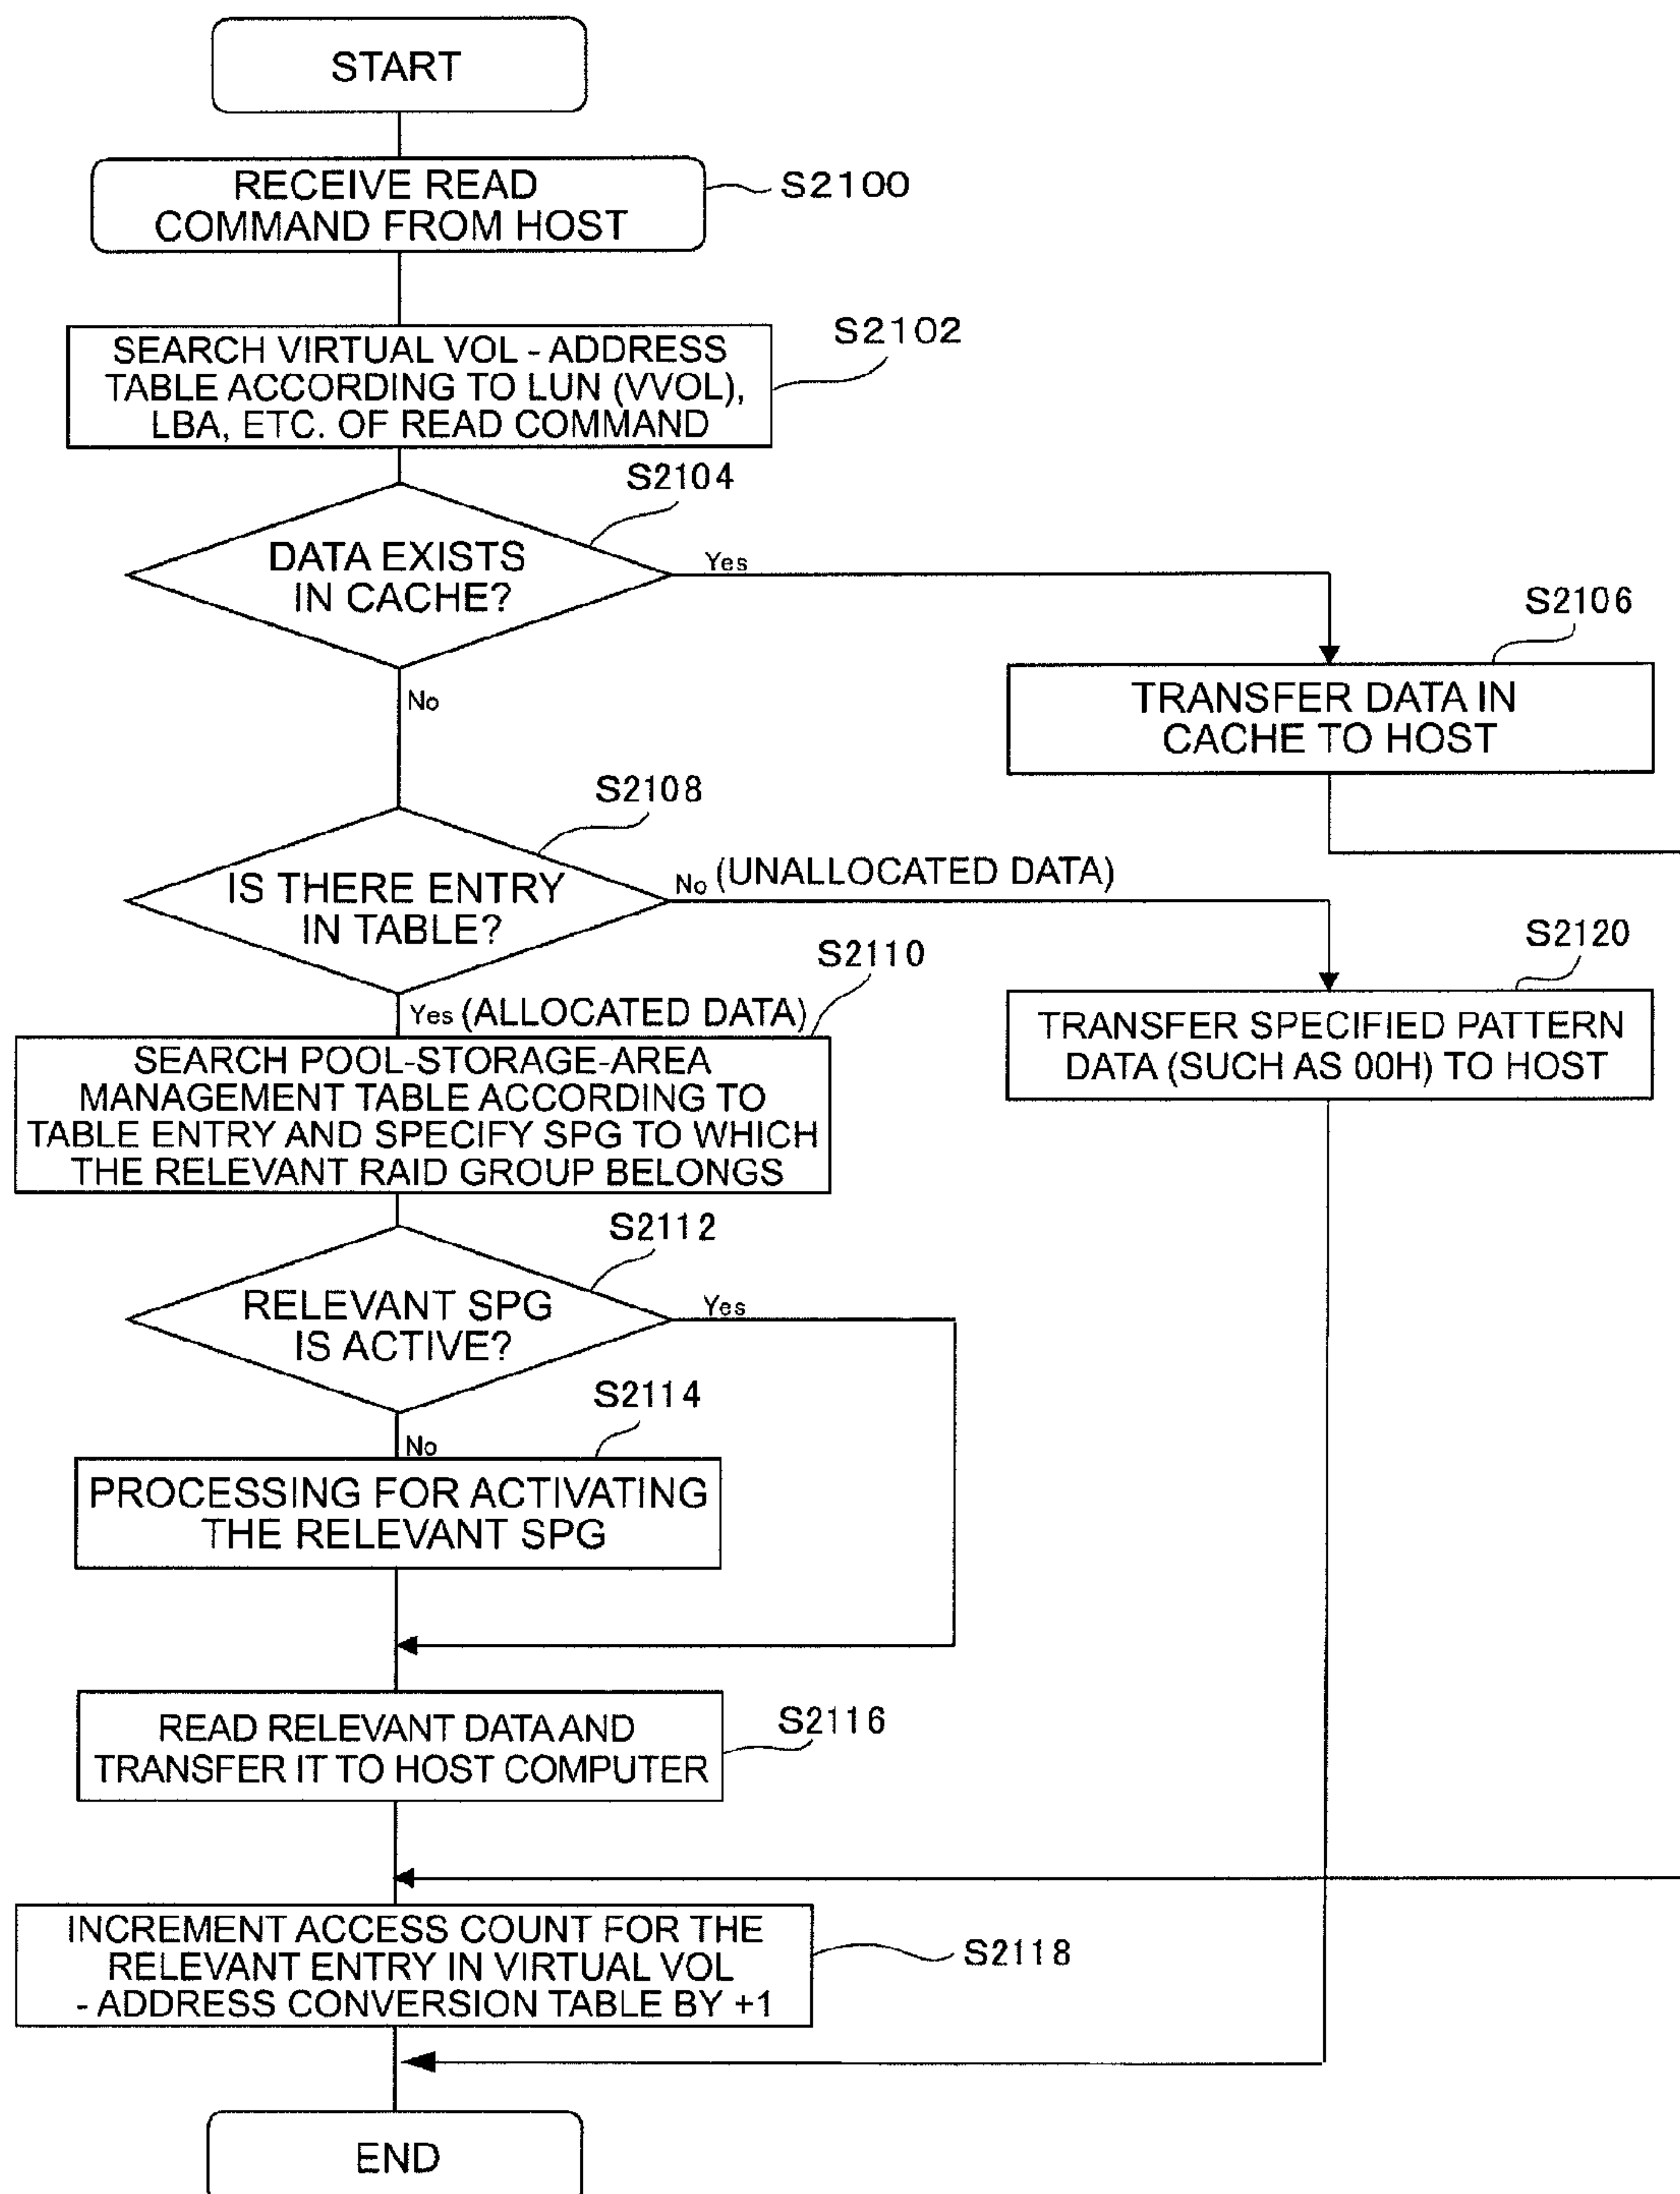 START
RECEIVE READ
COMMAND FROM HOST
S2100
SEARCH VIRTUAL VOL - ADDRESS
TABLE ACCORDING TO LUN (VVOL),
LBA, ETC. OF READ COMMAND
S2102
S2104
DATA EXISTS
IN CACHE?
Yes
No
S2106
TRANSFER DATA IN
CACHE TO HOST
S2108
IS THERE ENTRY
IN TABLE?
No (UNALLOCATED DATA)
Yes (ALLOCATED DATA)
S2120
TRANSFER SPECIFIED PATTERN
DATA (SUCH AS 00H) TO HOST
S2110
SEARCH POOL-STORAGE-AREA
MANAGEMENT TABLE ACCORDING TO
TABLE ENTRY AND SPECIFY SPG TO WHICH
THE RELEVANT RAID GROUP BELONGS
S2112
RELEVANT SPG
IS ACTIVE?
Yes
No
S2114
PROCESSING FOR ACTIVATING
THE RELEVANT SPG
READ RELEVANT DATA AND
TRANSFER IT TO HOST COMPUTER
S2116
INCREMENT ACCESS COUNT FOR THE
RELEVANT ENTRY IN VIRTUAL VOL
- ADDRESS CONVERSION TABLE BY +1
S2118
END